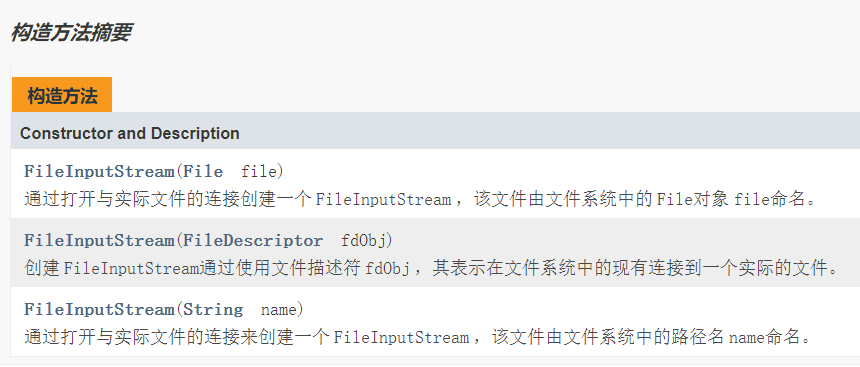 构造方法摘要
构造方法
Constructor and Description
FileInputStream(File file)
通过打开与实际文件的连接创建一个 FileInputStream ，该文件由文件系统中的 File对象 file命名。
FileInputStream(FileDescriptor fdObj)
创建 FileInputStream通过使用文件描述符 fdObj ，其表示在文件系统中的现有连接到一个实际的文件。
FileInputStream(String name)
通过打开与实际文件的连接来创建一个 FileInputStream ，该文件由文件系统中的路径名 name命名。